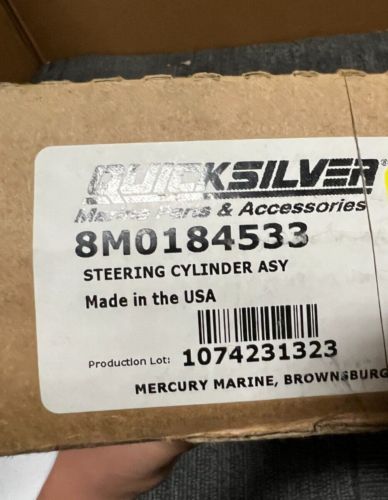 QUICKSILVER®
Marine Parts & Accessories
8M0184533
STEERING CYLINDER ASY
Made in the USA
Production Lot: 1074231323
MERCURY MARINE, BROWNSBURG